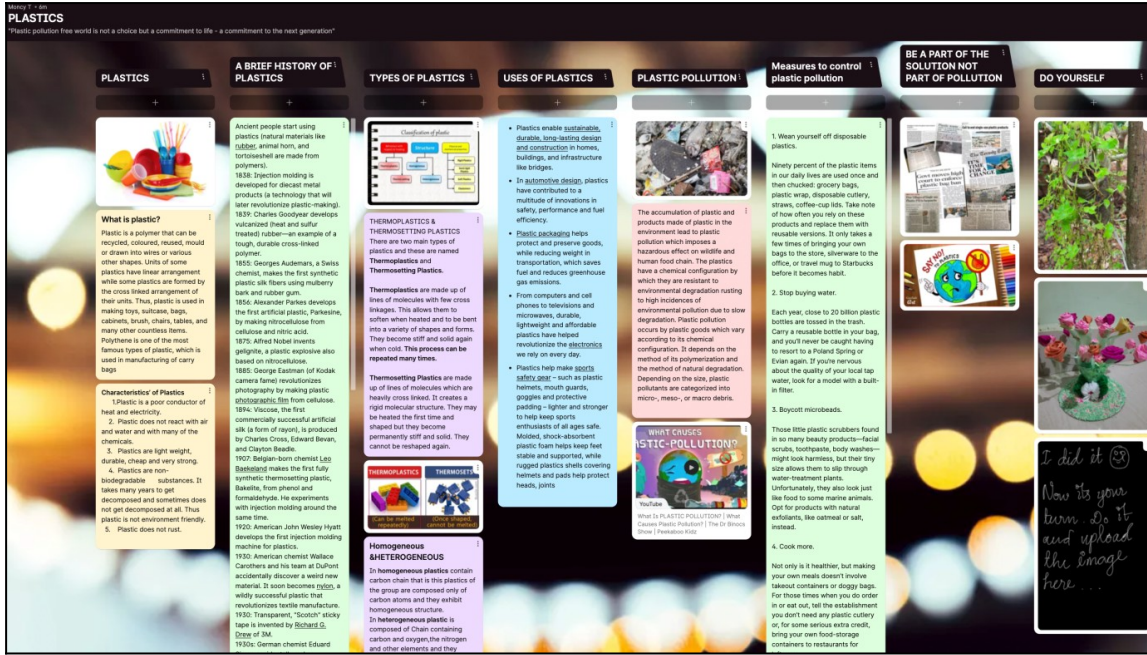 Moncy T • 6m
PLASTICS
"Plastic pollution free world is not a choice but a commitment to life - a commitment to the next generation"
PLASTICS
What is plastic?
Plastic is a polymer that can be
recycled, coloured, reused, mould
or drawn into wires or various
other shapes. Units of some
plastics have linear arrangement
while some plastics are formed by
the cross linked arrangement of
their units. Thus, plastic is used in
making toys, suitcase, bags,
cabinets, brush, chairs, tables, and
many other countless items.
Polythene is one of the most
famous types of plastic, which is
used in manufacturing of carry
bags
Characteristics' of Plastics
1.Plastic is a poor conductor of
heat and electricity.
2. Plastic does not react with air
and water and with many of the
chemicals.
3. Plastics are light weight,
durable, cheap and very strong.
4. Plastics are non-
biodegradable substances. It
takes many years to get
decomposed and sometimes does
not get decomposed at all. Thus
plastic is not environment friendly.
5. Plastic does not rust.
A BRIEF HISTORY OF
PLASTICS
Ancient people start using
plastics (natural materials like
rubber, animal horn, and
tortoiseshell are made from
polymers).
1838: Injection molding is
developed for diecast metal
products (a technology that will
later revolutionize plastic-making).
1839: Charles Goodyear develops
vulcanized (heat and sulfur
treated) rubber—an example of a
tough, durable cross-linked
polymer.
1855: Georges Audemars, a Swiss
chemist, makes the first synthetic
plastic silk fibers using mulberry
bark and rubber gum.
1856: Alexander Parkes develops
the first artificial plastic, Parkesine,
by making nitrocellulose from
cellulose and nitric acid.
1875: Alfred Nobel invents
gelignite, a plastic explosive also
based on nitrocellulose.
1885: George Eastman (of Kodak
camera fame) revolutionizes
photography by making plastic
photographic film from cellulose.
1894: Viscose, the first
commercially successful artificial
silk (a form of rayon), is produced
by Charles Cross, Edward Bevan,
and Clayton Beadle.
1907: Belgian-born chemist Leo
Baekeland makes the first fully
synthetic thermosetting plastic,
Bakelite, from phenol and
formaldehyde. He experiments
with injection molding around the
same time.
1920: American John Wesley Hyatt
develops the first injection molding
machine for plastics.
1930: American chemist Wallace
Carothers and his team at DuPont
accidentally discover a weird new
material. It soon becomes nylon, a
wildly successful plastic that
revolutionizes textile manufacture.
1930: Transparent, "Scotch" sticky
tape is invented by Richard G.
Drew of 3M.
1930s: German chemist Eduard
TYPES OF PLASTICS
Classification of plastic
Structure
THERMOPLASTICS &
THERMOSETTING PLASTICS
There are two main types of
plastics and these are named
Thermoplastics and
Thermosetting Plastics.
Thermoplastics are made up of
lines of molecules with few cross
linkages. This allows them to
soften when heated and to be bent
into a variety of shapes and forms.
They become stiff and solid again
when cold. This process can be
repeated many times.
Thermosetting Plastics are made
up of lines of molecules which are
heavily cross linked. It creates a
rigid molecular structure. They may
be heated the first time and
shaped but they become
permanently stiff and solid. They
cannot be reshaped again.
THERMOPLASTICS THERMOSETS
(Can be melted
repeatedly)
(Once shaped,
cannot be melted)
Homogeneous
&HETEROGENEOUS
In homogeneous plastics contain
carbon chain that is this plastics of
the group are composed only of
carbon atoms and they exhibit
homogeneous structure.
In heterogeneous plastic is
composed of Chain containing
carbon and oxygen,the nitrogen
and other elements and they
USES OF PLASTICS
• Plastics enable sustainable,
durable, long-lasting design
and construction in homes,
buildings, and infrastructure
like bridges.
• In automotive design, plastics
have contributed to a
multitude of innovations in
safety, performance and fuel
efficiency.
• Plastic packaging helps
protect and preserve goods,
while reducing weight in
transportation, which saves
fuel and reduces greenhouse
gas emissions.
• From computers and cell
phones to televisions and
microwaves, durable,
lightweight and affordable
plastics have helped
revolutionize the electronics
we rely on every day.
• Plastics help make sports
safety gear – such as plastic
helmets, mouth guards,
goggles and protective
padding – lighter and stronger
to help keep sports
enthusiasts of all ages safe.
Molded, shock-absorbent
plastic foam helps keep feet
stable and supported, while
rugged plastic shells covering
helmets and pads help protect
heads, joints
PLASTIC POLLUTION
The accumulation of plastic and
products made of plastic in the
environment lead to plastic
pollution which imposes a
hazardous effect on wildlife and
human food chain. The plastics
have a chemical configuration by
which they are resistant to
environmental degradation rusting
to high incidences of
environmental pollution due to
slow degradation. Plastic pollution
occurs by plastic goods which vary
according to its chemical
configuration. It depends on the
method of its polymerization and
the method of natural degradation.
Depending on the size, plastic
pollutants are categorized into
micro-, meso-, or macro debris.
WHAT CAUSES
STIC-POLLUTION?
YouTube
What Is PLASTIC POLLUTION? | What
Causes Plastic Pollution? | The Dr Binocs
Show | Peekaboo Kidz
Measures to control
plastic pollution
1. Wean yourself off disposable
plastics.
Ninety percent of the plastic items
in our daily lives are used once and
then chucked: grocery bags,
plastic wrap, disposable cutlery,
straws, coffee-cup lids. Take note
of how often you rely on these
products and replace them with
reusable versions. It only takes a
few times of bringing your own
bags to the store, silverware to the
office, or travel mug to Starbucks
before it becomes habit.
2. Stop buying water.
Each year, close to 20 billion plastic
bottles are tossed in the trash.
Carry a reusable bottle in your bag,
and you'll never be caught having
to resort to a Poland Spring or
Evian again. If you're nervous
about the quality of your local tap
water, look for a model with a built-
in filter.
3. Boycott microbeads.
Those little plastic scrubbers found
in so many beauty products—facial
scrubs, toothpaste, body washes—
might look harmless, but their tiny
size allows them to slip through
water-treatment plants.
Unfortunately, they also look just
like food to some marine animals.
Opt for products with natural
exfoliants, like oatmeal or salt,
instead.
4. Cook more.
Not only is it healthier, but making
your own meals doesn't involve
takeout containers or doggy bags.
For those times when you do order
in or eat out, tell the establishment
you don't need any plastic cutlery
or, for some serious extra credit,
bring your own food-storage
containers to restaurants for
BE A PART OF THE
SOLUTION NOT
PART OF POLLUTION
IT'S
TIME FOR
CHANGE
Govt moves high
court to enforce
plastic bag ban
SAY NO
TO PLASTICS
DO YOURSELF
I did it
Now its your
turn. Do it
and upload
the image
here ...